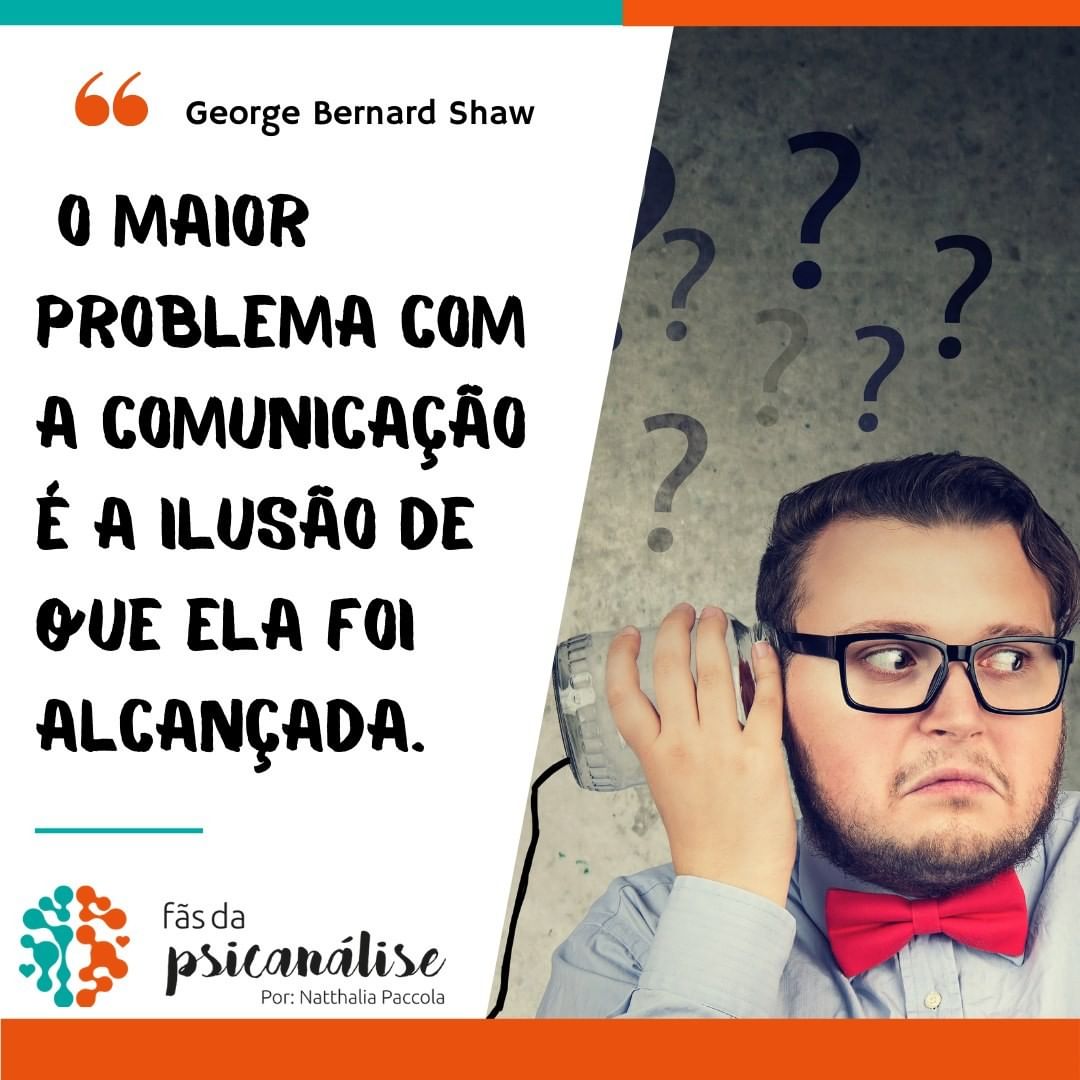 George Bernard Shaw
O MAIOR
PROBLEMA COM
A COMUNICAÇÃO
É A ILUSÃO DE
QUE ELA FOI
ALCANÇADA.
fãs da
psicanálise
Por: Natthalia Paccola